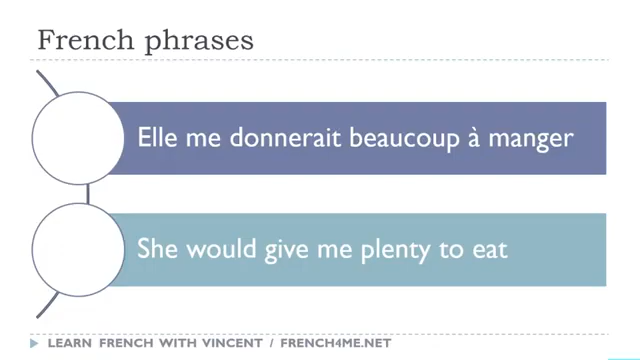 French phrases
Elle me donnerait beaucoup à manger
She would give me plenty to eat
LEARN FRENCH WITH VINCENT / FRENCH4ME.NET